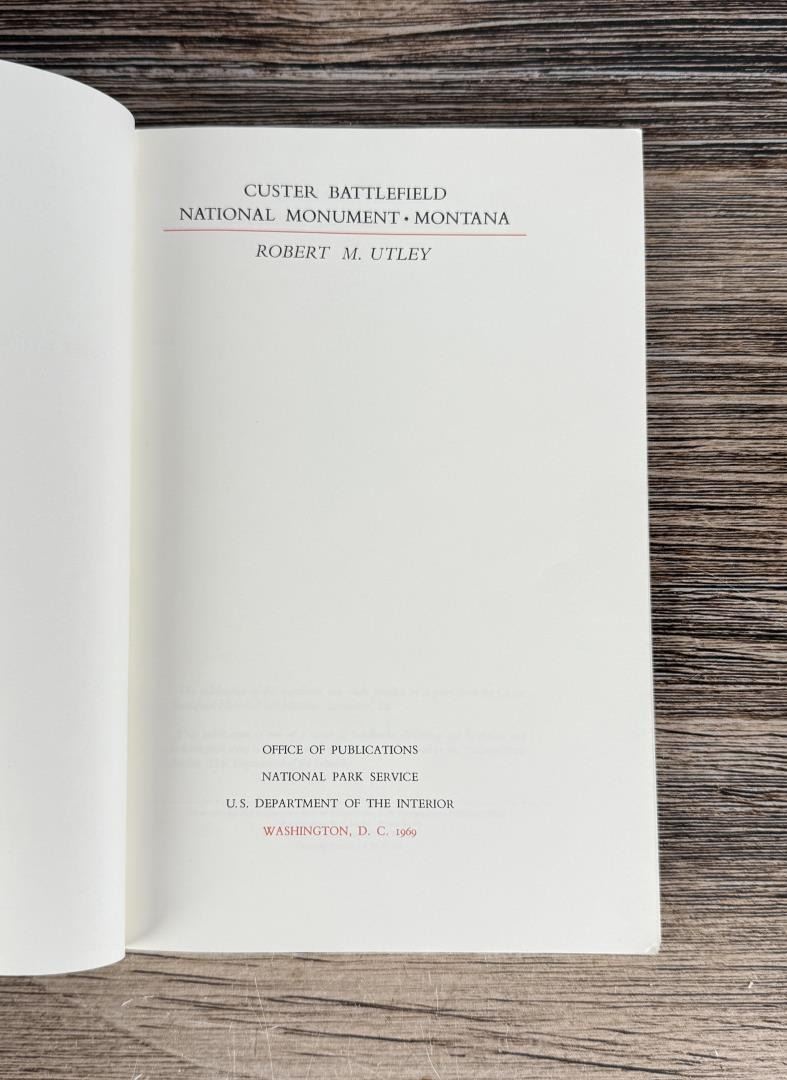 CUSTER BATTLEFIELD
NATIONAL MONUMENT • MONTANA
ROBERT M. UTLEY
OFFICE OF PUBLICATIONS
NATIONAL PARK SERVICE
U.S. DEPARTMENT OF THE INTERIOR
WASHINGTON, D. C. 1969